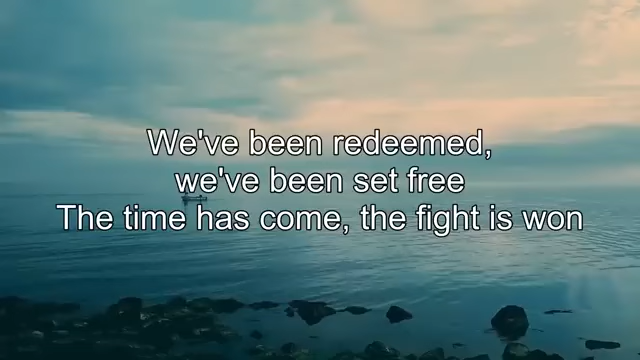 We've been redeemed,
we've been set free
The time has come, the fight is won